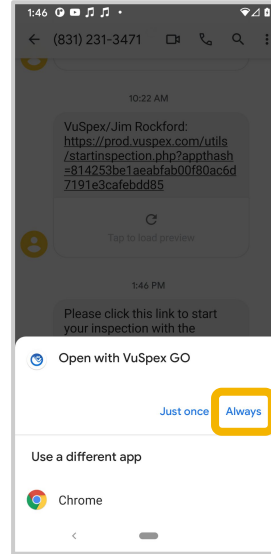 1:46
(831) 231-3471
10:22 AM
VuSpex/Jim Rockford:
https://prod.vuspex.com/utils
/startinspection.php?appthash
=814253be1aeabfab00f80ac6d
7191e3cafebdd85
Tap to load preview
1:46 PM
Please click this link to start
your inspection with the
Open with VuSpex GO
Just once Always
Use a different app
Chrome